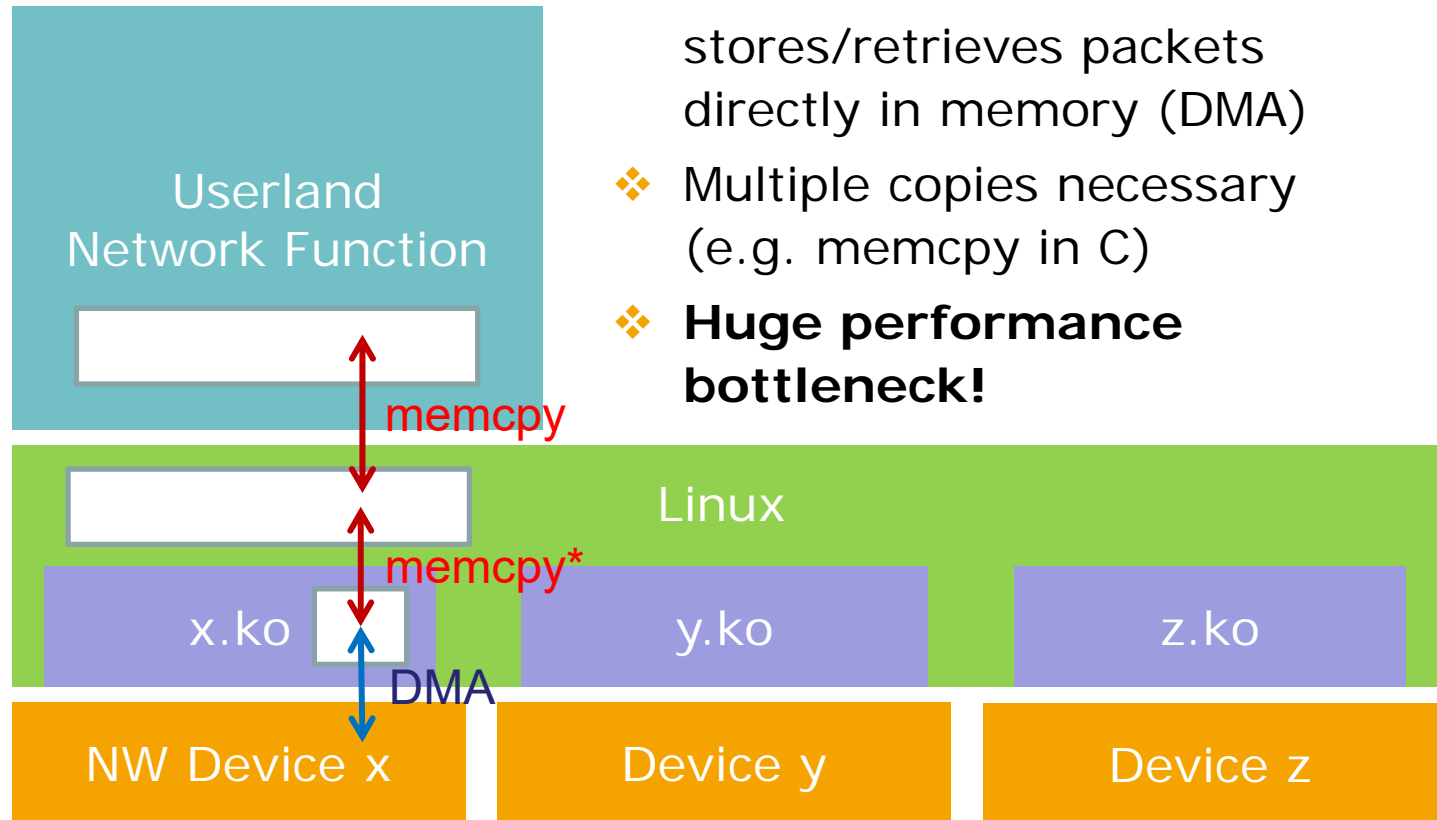 stores/retrieves packets
directly in memory (DMA)
❖ Multiple copies necessary
(e.g. memcpy in C)
❖ Huge performance
bottleneck!
Userland
Network Function
memcpy
Linux
memcpy*
x.ko
y.ko
z.ko
DMA
NW Device x
Device y
Device z